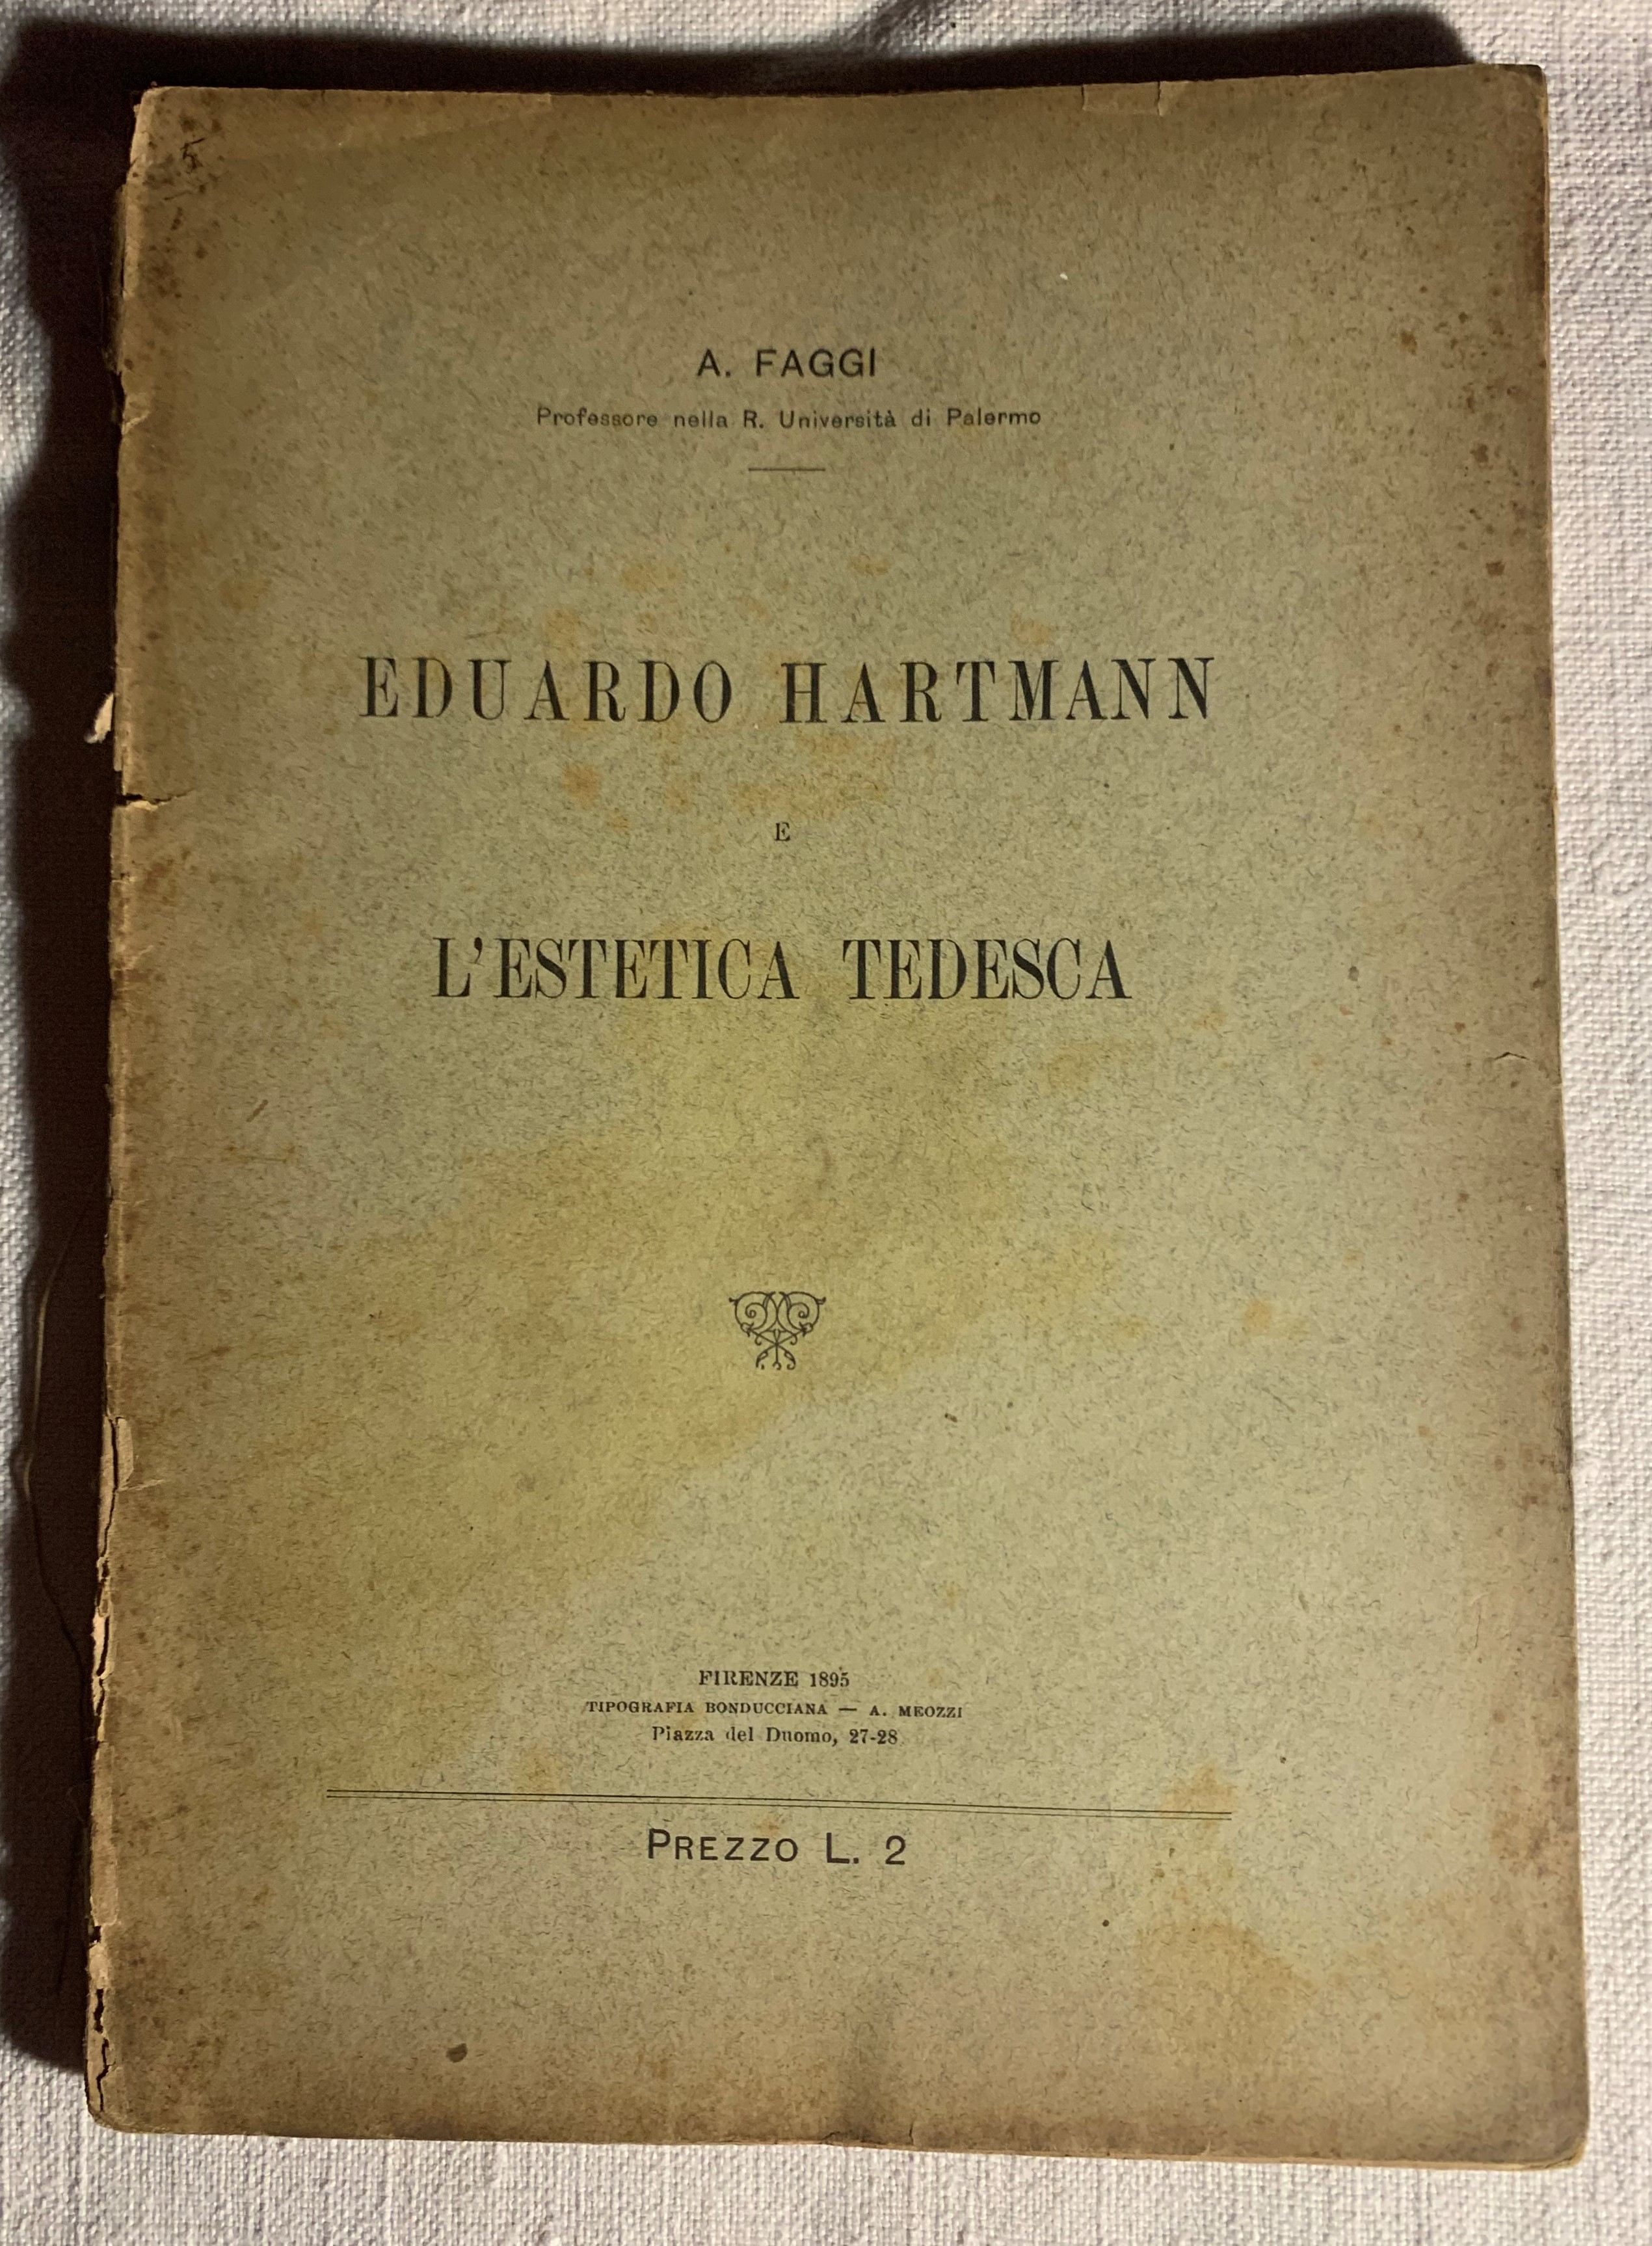 A. FAGGI
Professore nella R. Università di Palermo
EDUARDO HARTMANN
E
L'ESTETICA TEDESCA
FIRENZE 1895
TIPOGRAFIA BONDUCCIANA — A. MEOZZI
Piazza del Duomo, 27-28
PREZZO L. 2